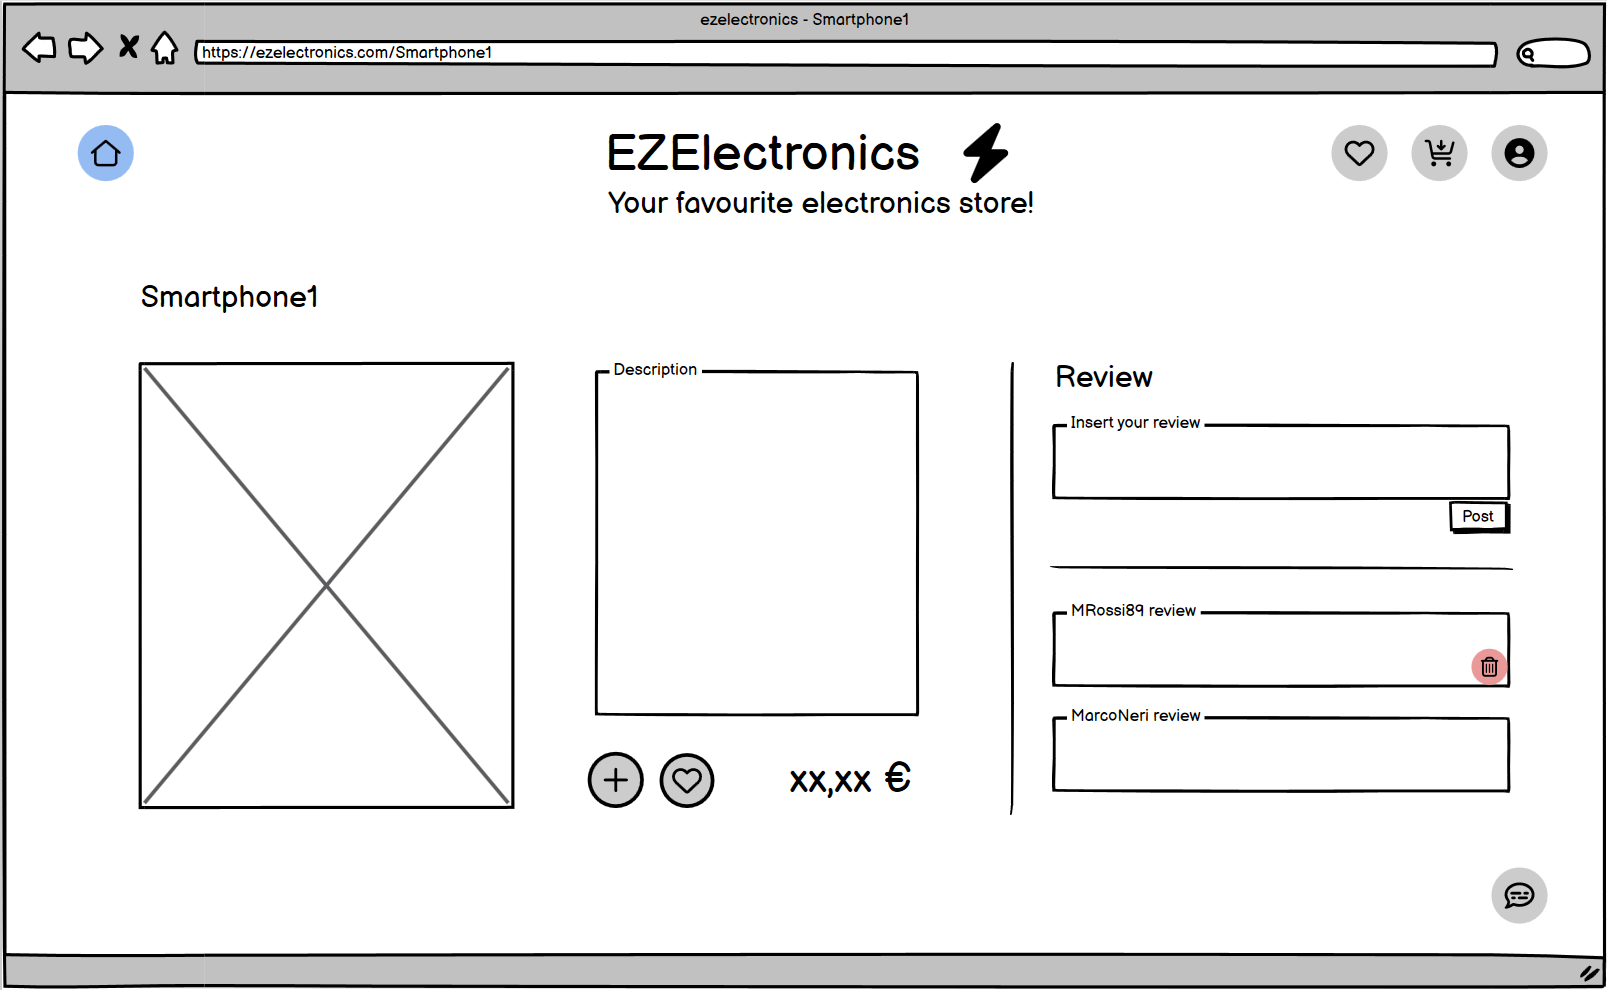 ezelectronics - Smartphone1
https://ezelectronics.com/Smartphone1
EZElectronics
Your favourite electronics store!
Smartphone1
Description
xx,xx €
Review
Insert your review
Post
MRossi89 review
MarcoNeri review